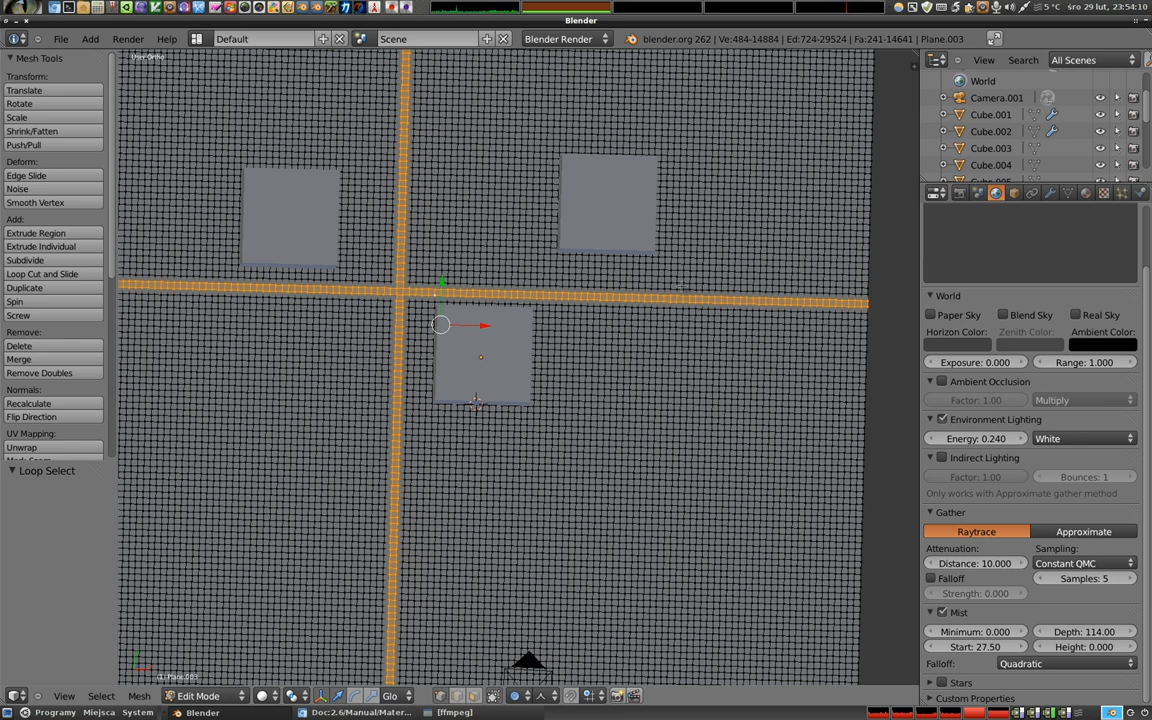 5 °C
śro 29 lut, 23:54:10
Blender
File Add Render Help Default Scene Blender Render blender.org 262 | Ve:484-14884 | Ed:724-29524 | Fa:241-14641 | Plane.003
User Ortho
Mesh Tools
Transform:
Translate
Rotate
Scale
Shrink/Fatten
Push/Pull
Deform:
Edge Slide
Noise
Smooth Vertex
Add:
Extrude Region
Extrude Individual
Subdivide
Loop Cut and Slide
Duplicate
Spin
Screw
Remove:
Delete
Merge
Remove Doubles
Normals:
Recalculate
Flip Direction
UV Mapping:
Unwrap
Loop Select
(1) Plane.003
View Select Mesh Edit Mode Glo
View Search All Scenes
World
Camera.001
Cube.001
Cube.002
Cube.003
Cube.004
World
Paper Sky Blend Sky Real Sky
Horizon Color: Zenith Color: Ambient Color:
Exposure: 0.000 Range: 1.000
Ambient Occlusion
Factor: 1.00 Multiply
Environment Lighting
Energy: 0.240 White
Indirect Lighting
Factor: 1.00 Bounces: 1
Only works with Approximate gather method
Gather
Raytrace Approximate
Attenuation: Sampling:
Distance: 10.000 Constant QMC
Falloff Samples: 5
Strength: 0.000
Mist
Minimum: 0.000 Depth: 114.00
Start: 27.50 Height: 0.000
Falloff: Quadratic
Stars
Custom Properties
Programy Miejsca System Blender Doc:2.6/Manual/Mater... [ffmpeg]